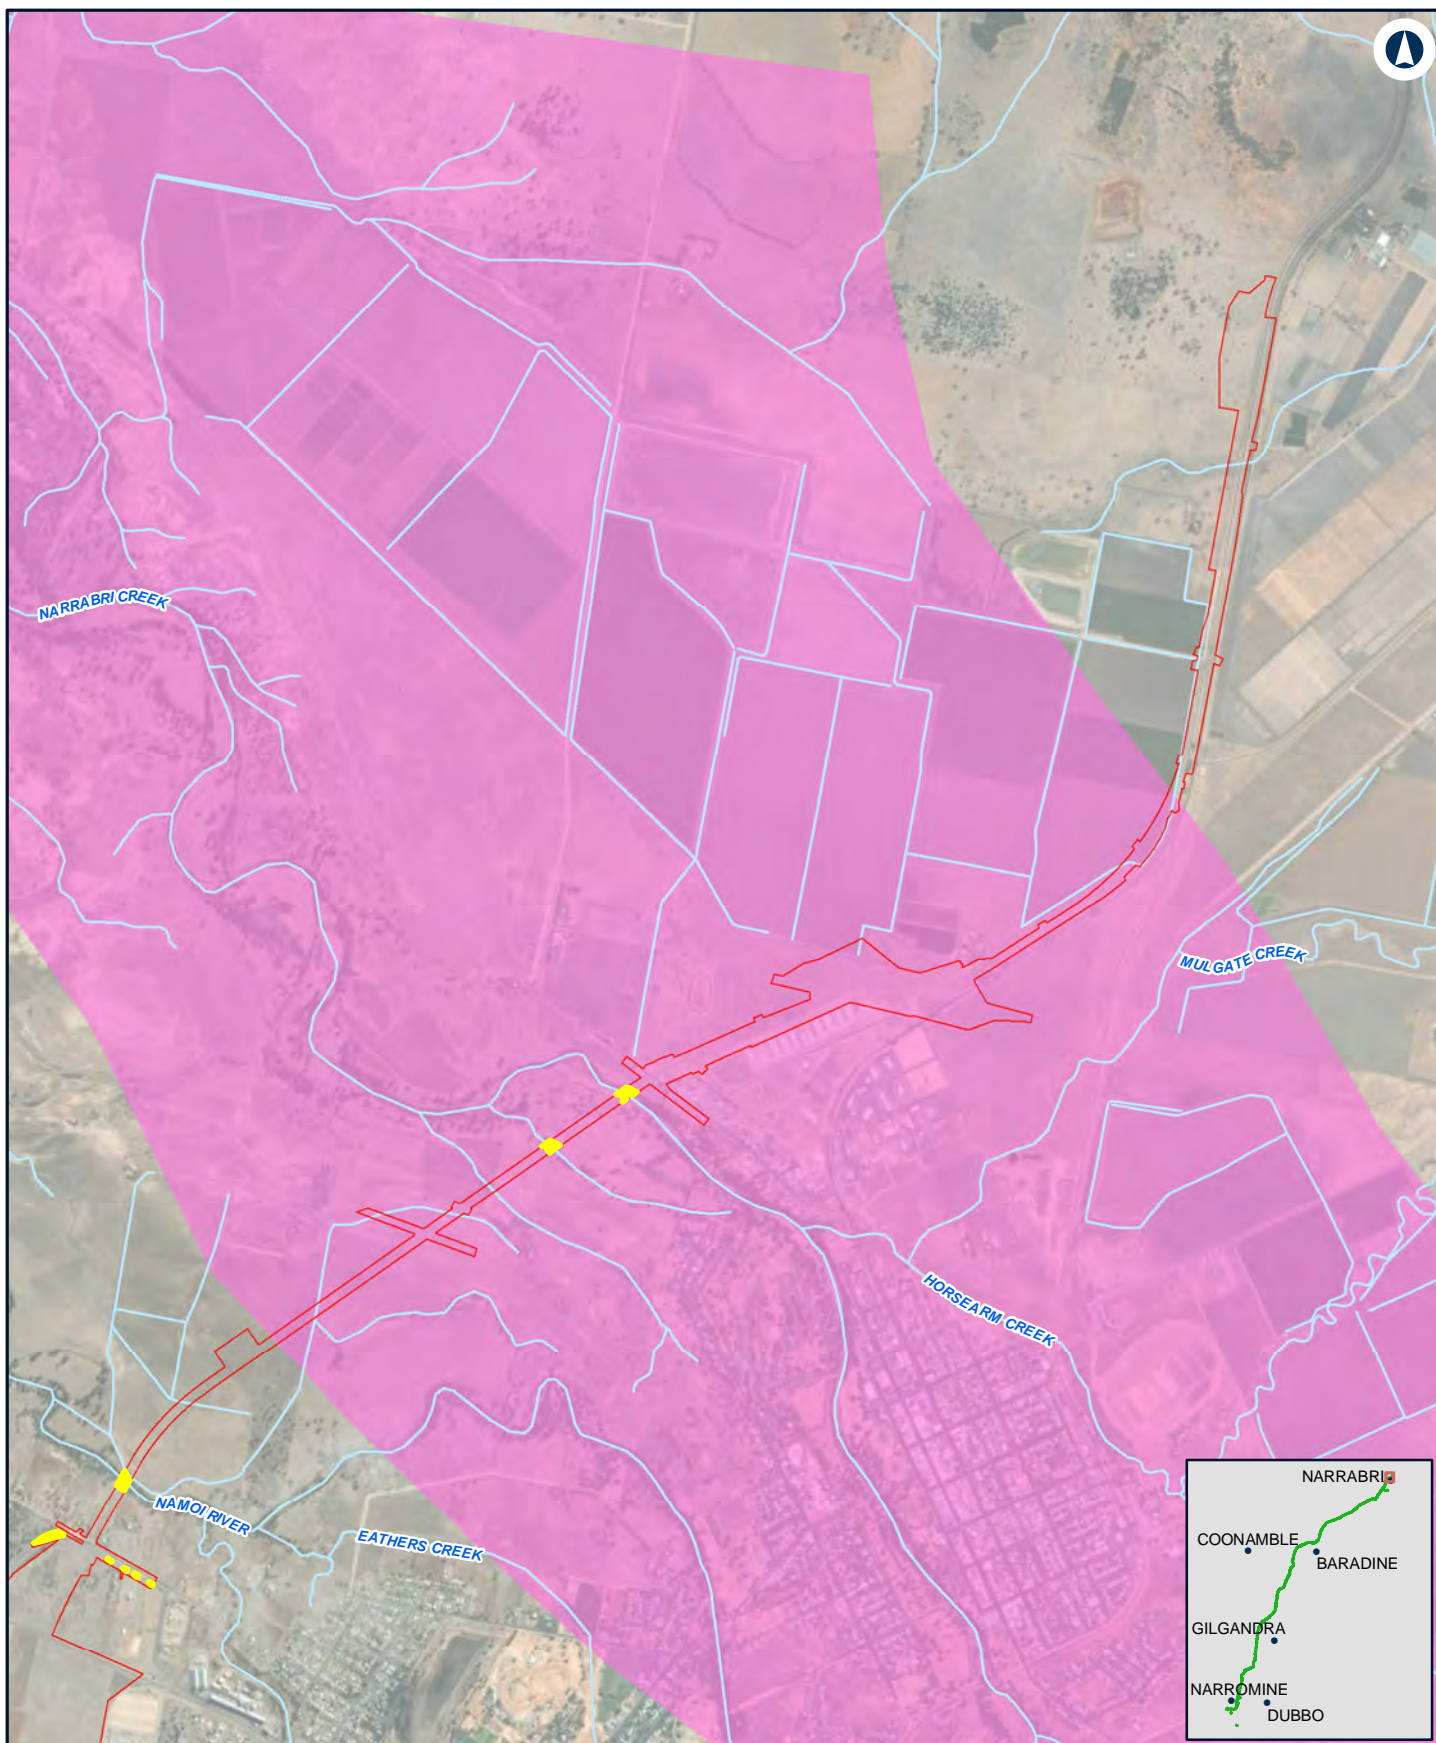 NARRABRI CREEK
MULGATE CREEK
HORSEARM CREEK
NAMOI RIVER
EATHERS CREEK
NARRABRI
COONAMBLE
BARADINE
GILGANDRA
NARROMINE
DUBBO